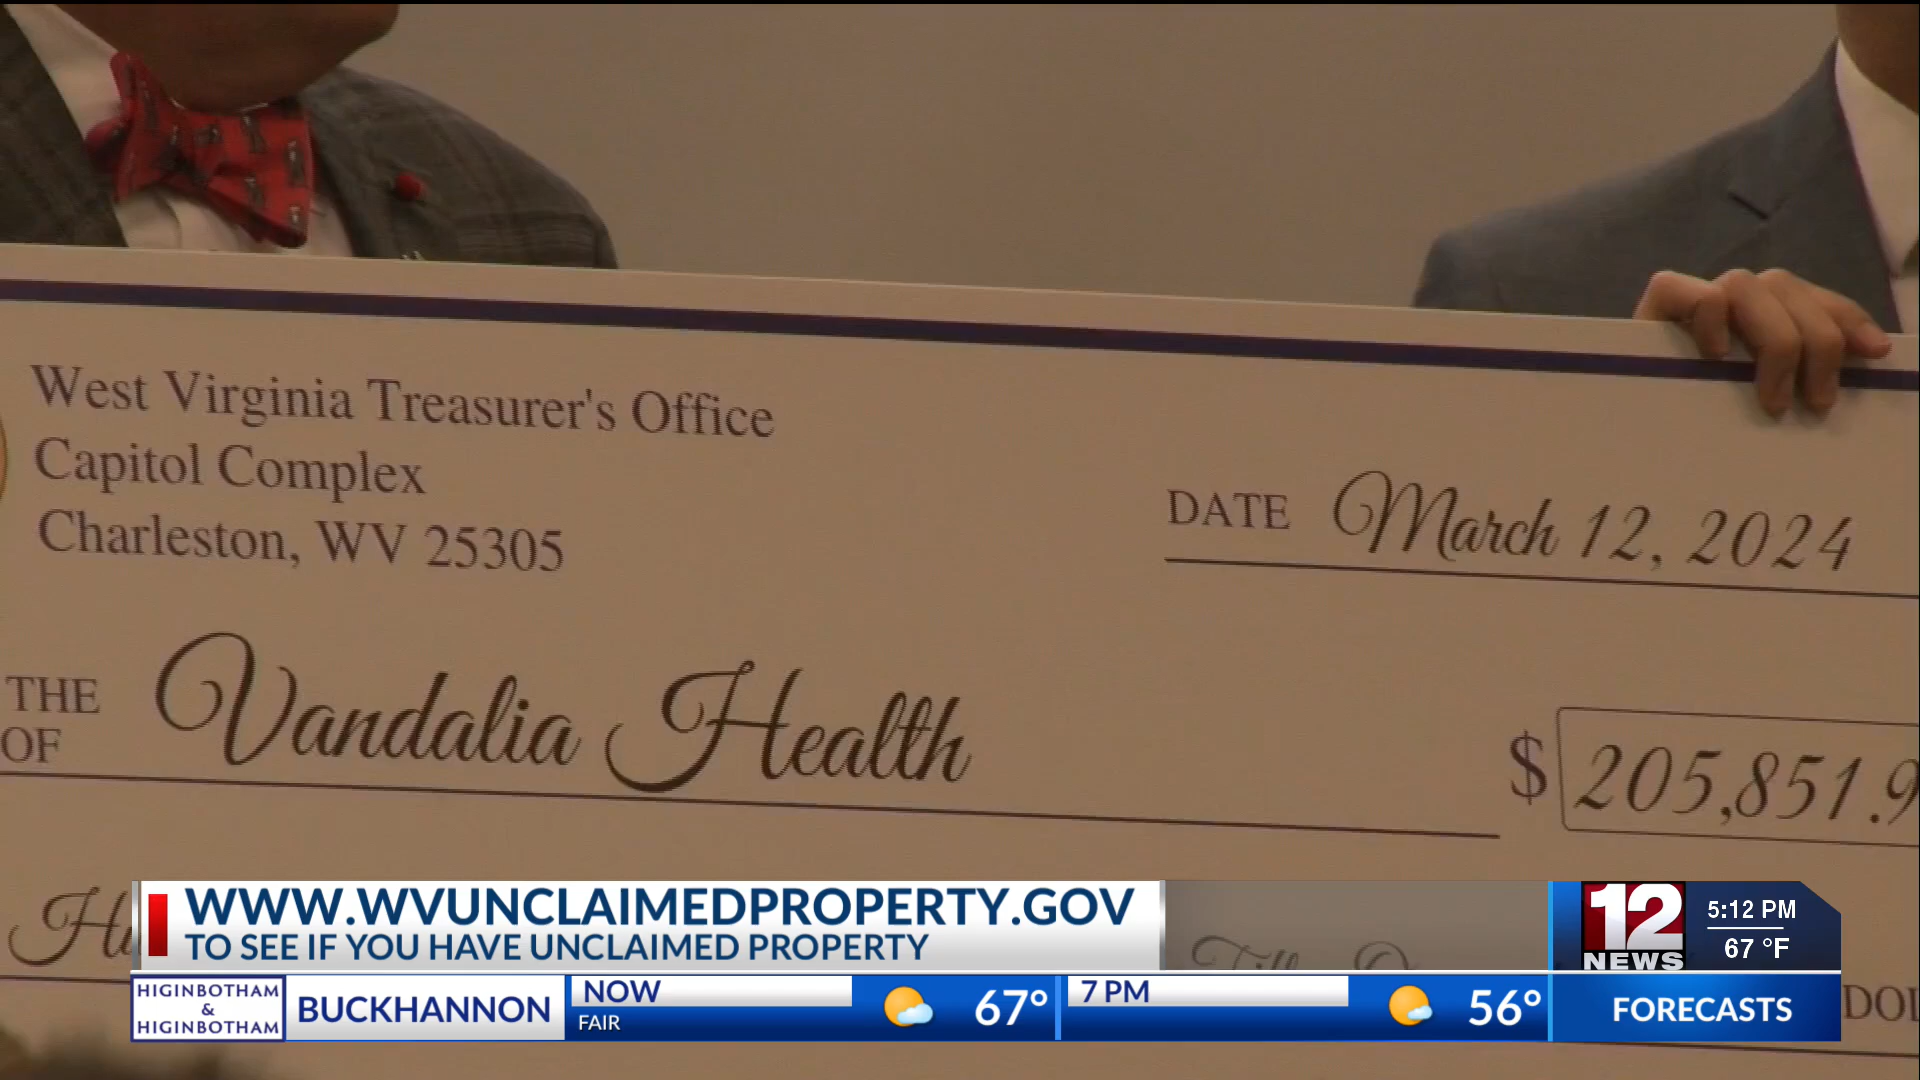 West Virginia Treasurer's Office
Capitol Complex
Charleston, WV 25305
DATE March 12, 2024
THE
OF
Vandalia Health
$ 205,851.9
WWW.WVUNCLAIMEDPROPERTY.GOV
TO SEE IF YOU HAVE UNCLAIMED PROPERTY
12
NEWS
5:12 PM
67 °F
HIGINBOTHAM
&
HIGINBOTHAM
BUCKHANNON
NOW
FAIR
67°
7 PM
56°
FORECASTS